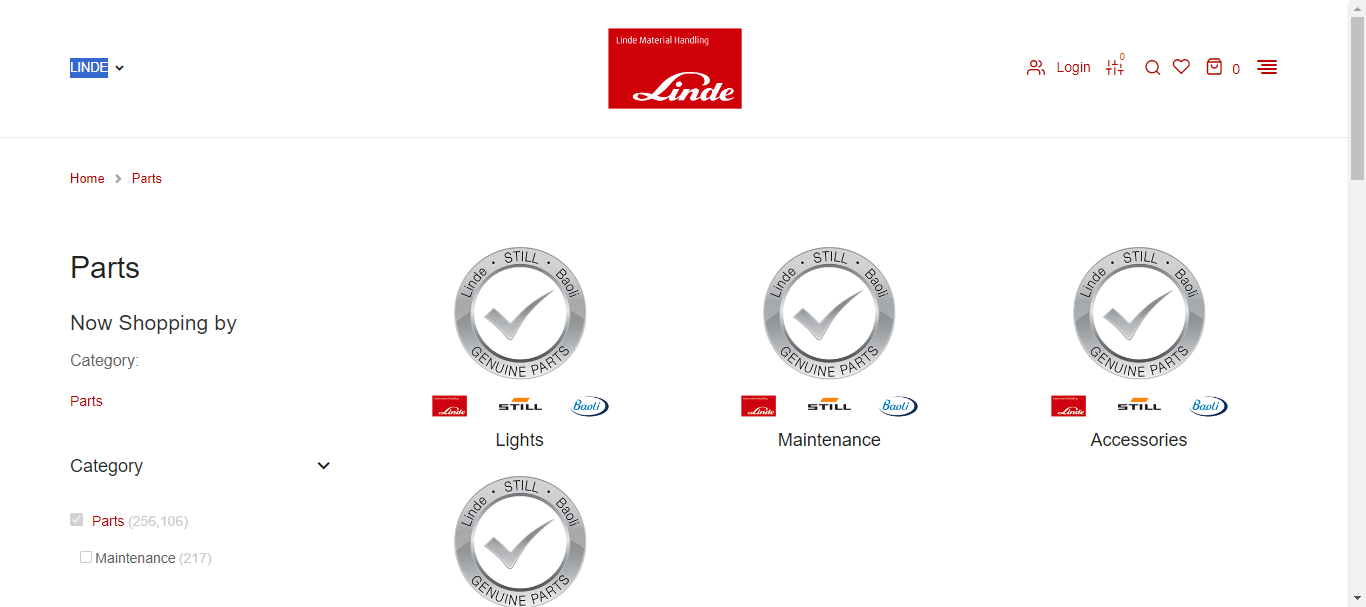 LINDE
Linde Material Handling
Linde
Login
0
0
Home
Parts
Parts
Now Shopping by
Category:
Parts
Category
Parts (256,106)
Maintenance (217)
Linde • STILL • Baoli
GENUINE PARTS
Linde
STILL
Baoli
Lights
Linde • STILL • Baoli
GENUINE PARTS
Linde
STILL
Baoli
Maintenance
Linde • STILL • Baoli
GENUINE PARTS
Linde
STILL
Baoli
Accessories
Linde • STILL • Baoli
GENUINE PARTS